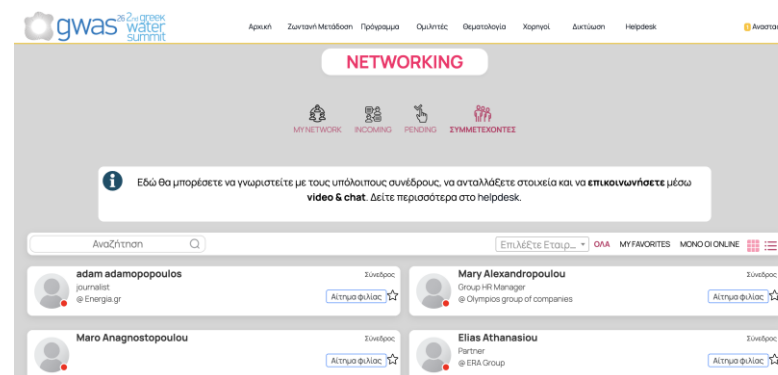 gwas 26 2nd greek water summit
Αρχική Ζωντανή Μετάδοση Πρόγραμμα Ομιλητές Θεματολογία Χορηγοί Δικτύωση Helpdesk
NETWORKING
MY NETWORK INCOMING PENDING ΣΥΜΜΕΤΕΧΟΝΤΕΣ
Εδώ θα μπορέσετε να γνωριστείτε με τους υπόλοιπους συνέδρους, να ανταλλάξετε στοιχεία και να επικοινωνήσετε μέσω
video & chat. Δείτε περισσότερα στο helpdesk.
Αναζήτηση Επιλέξτε Εταιρ... ΟΛΑ MY FAVORITES ΜΟΝΟ ΟΙ ONLINE
adam adamopopoulos Σύνεδρος
journalist
@ Energia.gr Αίτημα φιλίας
Mary Alexandropoulou Σύνεδρος
Group HR Manager
@ Olympios group of companies Αίτημα φιλίας
Maro Anagnostopoulou Σύνεδρος
Αίτημα φιλίας
Elias Athanasiou Σύνεδρος
Partner
@ ERA Group Αίτημα φιλίας